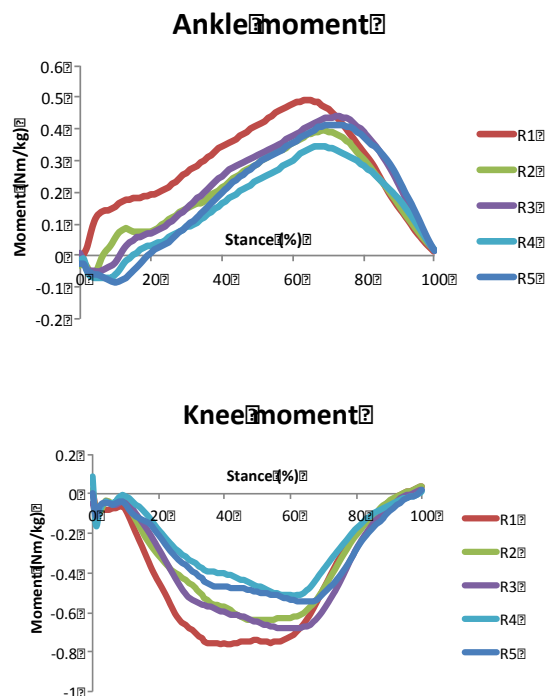 Ankle moment
0.6
0.5
0.4
0.3
0.2
0.1
0
-0.1
-0.2
Moment (Nm/kg)
Stance (%)
0 20 40 60 80 100
R1
R2
R3
R4
R5
Knee moment
0.2
0
-0.2
-0.4
-0.6
-0.8
-1
Moment (Nm/kg)
Stance (%)
0 20 40 60 80 100
R1
R2
R3
R4
R5